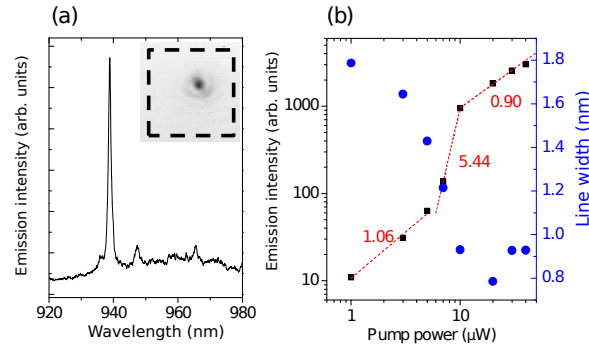 (a)
Emission intensity (arb. units)
920
940
960
980
Wavelength (nm)
(b)
Emission intensity (arb. units)
1000
100
10
1.06
5.44
0.90
1
10
Pump power (μW)
1.8
1.6
1.4
1.2
1.0
0.8
Line width (nm)